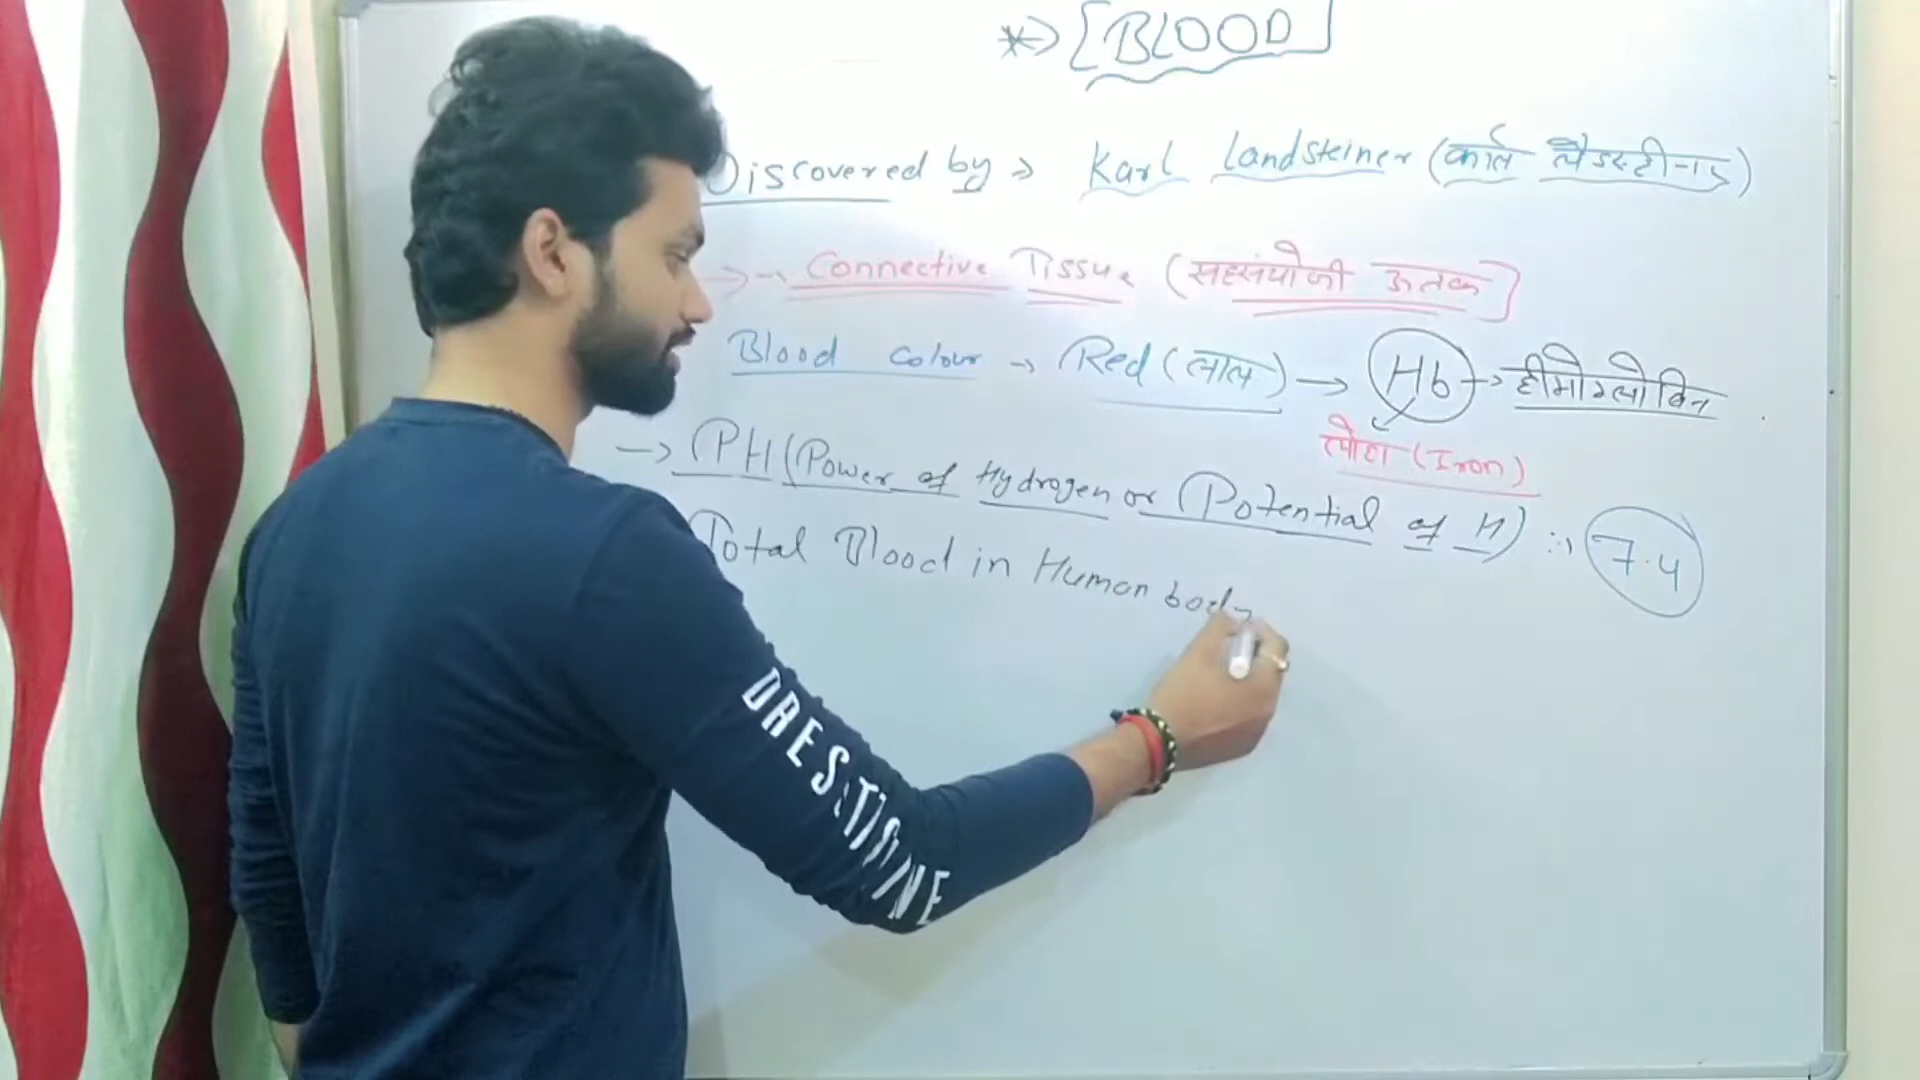 *→ [BLOOD]
Discovered by → Karl Landsteiner (कार्ल लैंडस्टीनर)
→ → Connective Tissue (सहसंयोजी ऊतक)
Blood Colour → Red (लाल) → Hb → हीमोग्लोबिन
लोहा (Iron)
→ PH (Power of Hydrogen or Potential of H) :→ 7.4
Total Blood in Human body
DRESSTINE